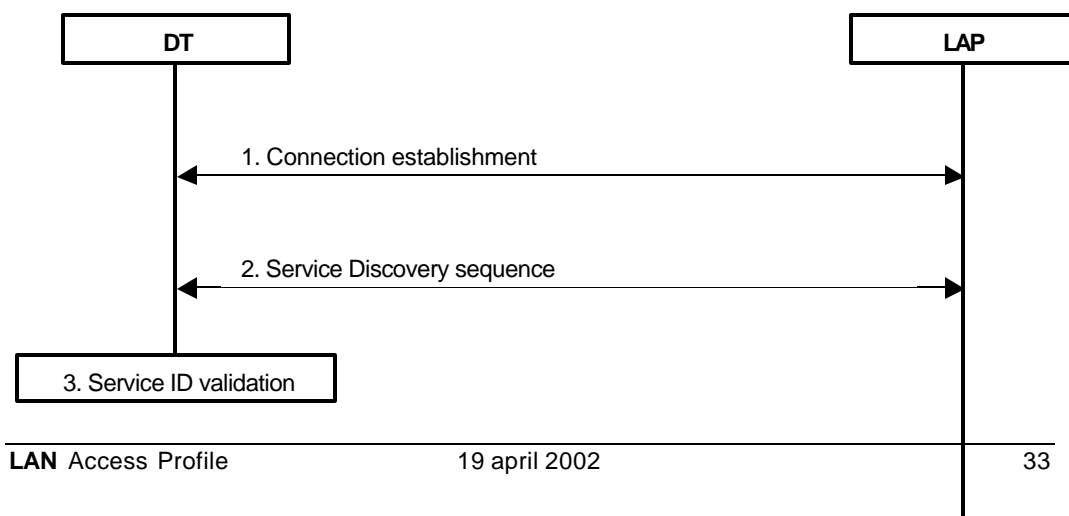 DT LAP
1. Connection establishment
2. Service Discovery sequence
3. Service ID validation
LAN Access Profile 19 april 2002 33